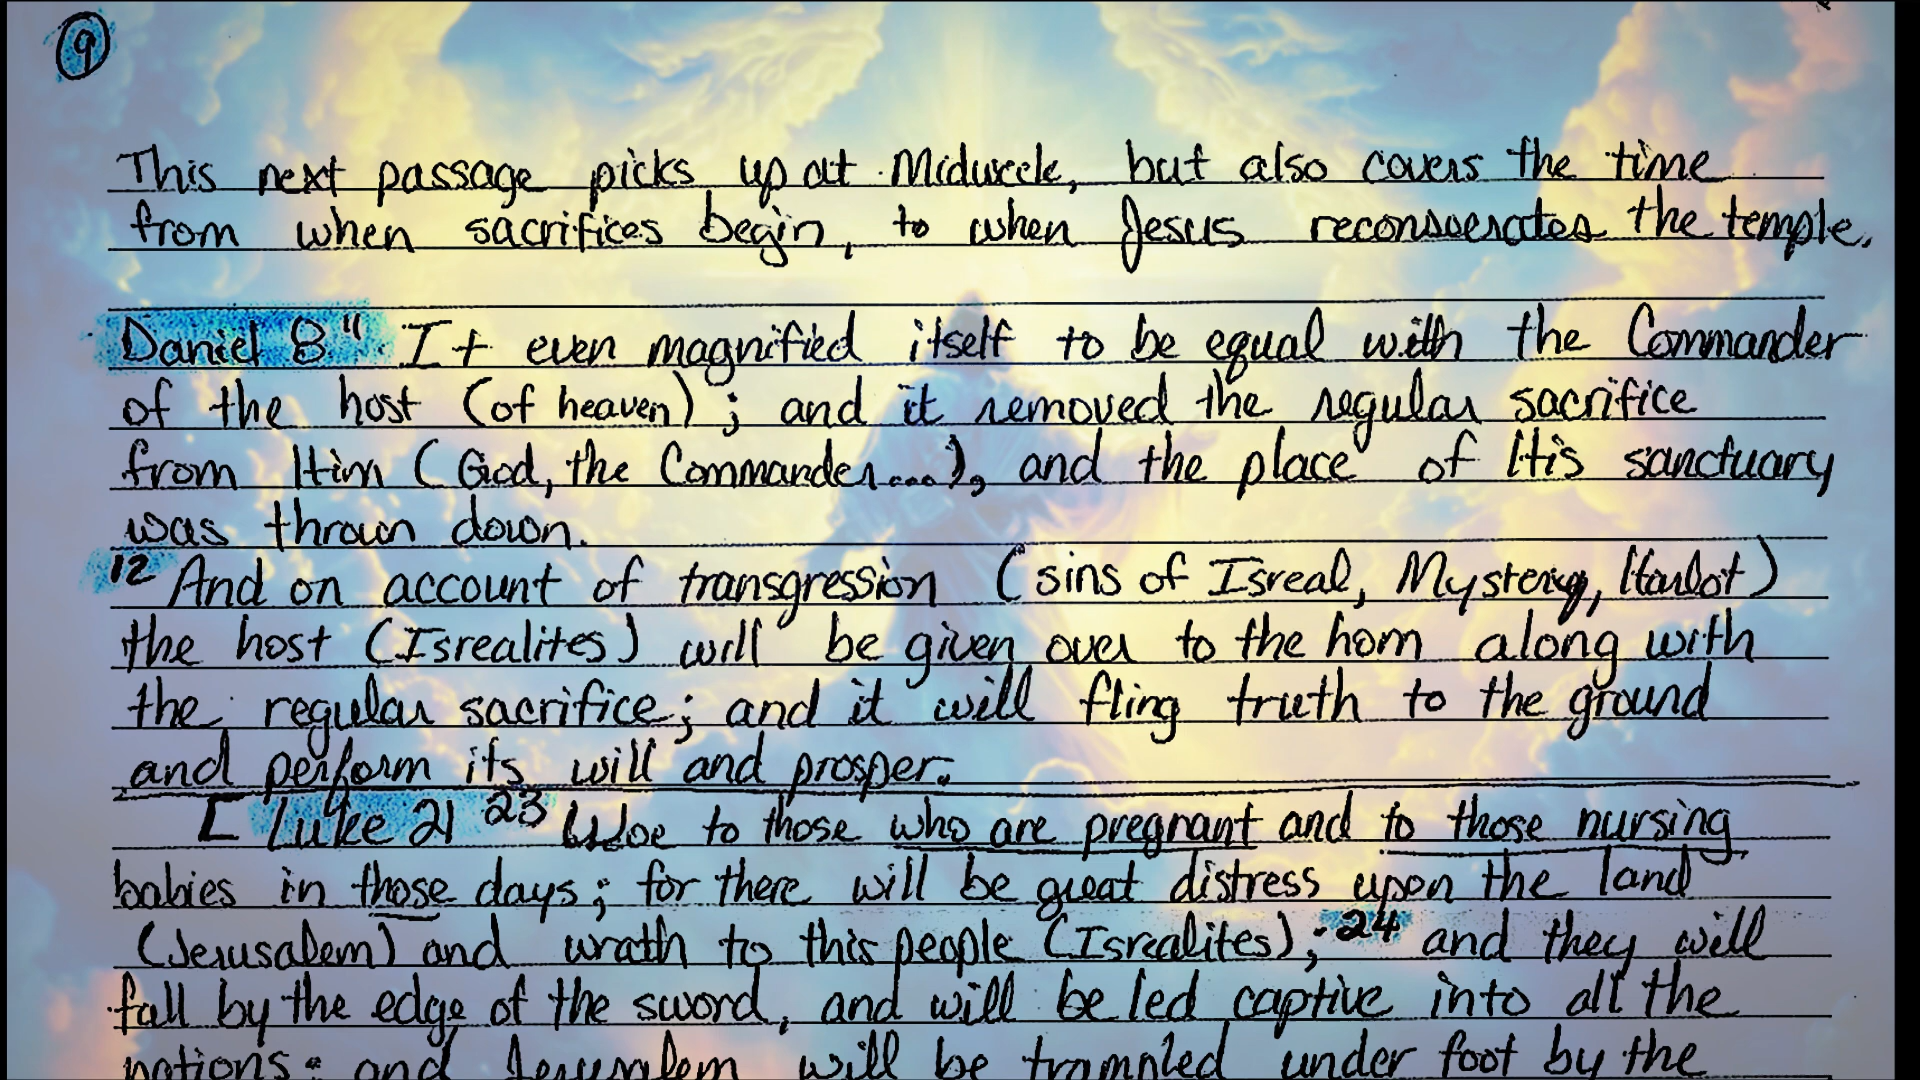 9
This next passage picks up at Midweek, but also covers the time
from when sacrifices begin, to when Jesus reconsverates the temple.
Daniel 8 11 It even magnified itself to be equal with the Commander
of the host (of heaven); and it removed the regular sacrifice
from Him (God, the Commander...), and the place of His sanctuary
was thrown down.
12 And on account of transgression (sins of Isreal, Mystery, Harlot)
the host (Isrealites) will be given over to the horn along with
the regular sacrifice; and it will fling truth to the ground
and perform its will and prosper.
[ Luke 21 23 Woe to those who are pregnant and to those nursing
babies in those days; for there will be great distress upon the land
(Jerusalem) and wrath to this people (Isrealites); 24 and they will
fall by the edge of the sword, and will be led captive into all the
nations; and Jerusalem will be trampled under foot by the